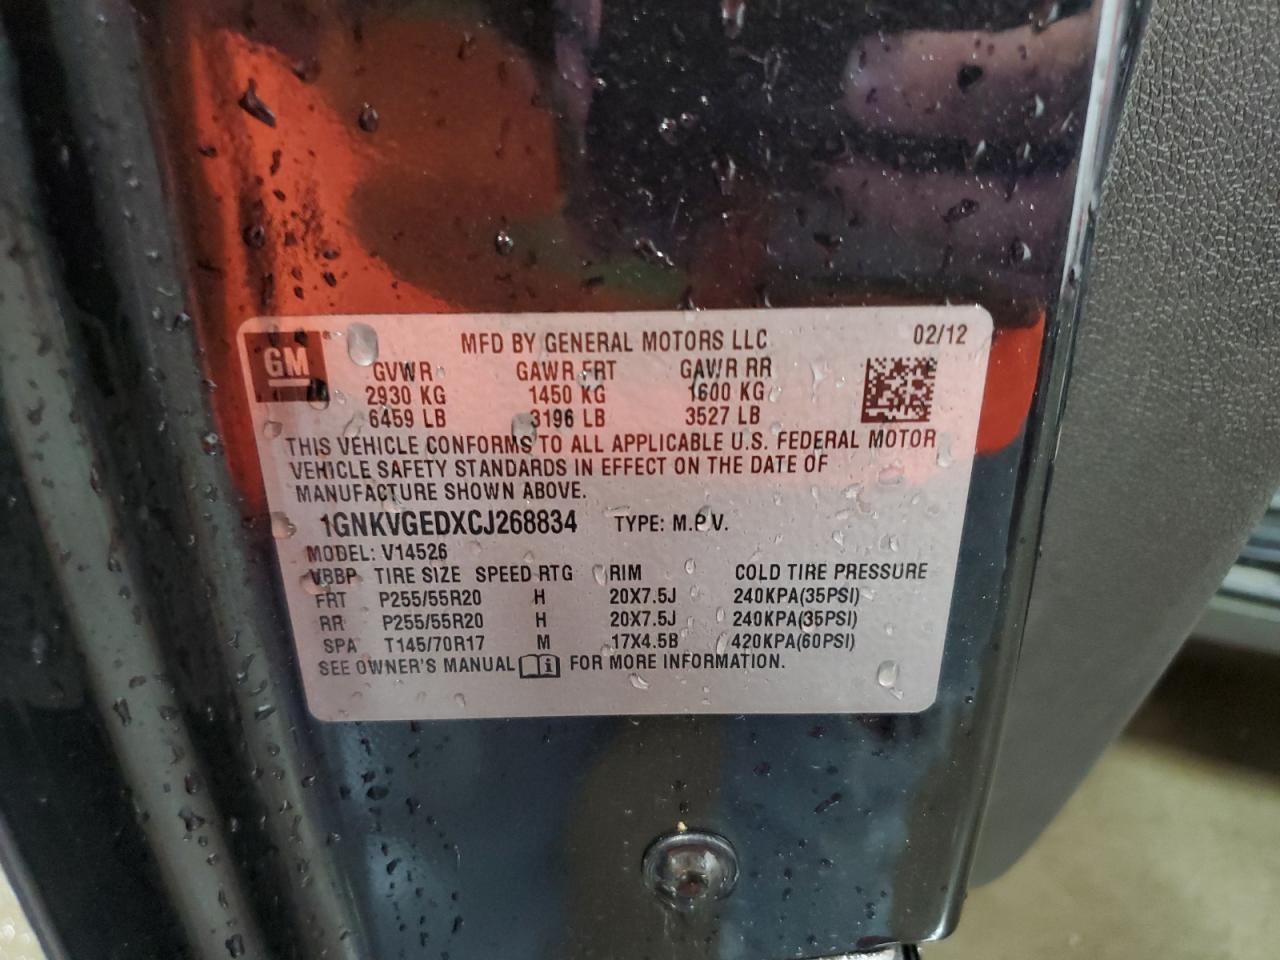 GM
MFD BY GENERAL MOTORS LLC 02/12
GVWR GAWR FRT GAWR RR
2930 KG 1450 KG 1600 KG
6459 LB 3196 LB 3527 LB
THIS VEHICLE CONFORMS TO ALL APPLICABLE U.S. FEDERAL MOTOR
VEHICLE SAFETY STANDARDS IN EFFECT ON THE DATE OF
MANUFACTURE SHOWN ABOVE.
1GNKVGEDXCJ268834 TYPE: M.P.V.
MODEL: V14526
VBBP TIRE SIZE SPEED RTG RIM COLD TIRE PRESSURE
FRT P255/55R20 H 20X7.5J 240KPA(35PSI)
RR P255/55R20 H 20X7.5J 240KPA(35PSI)
SPA T145/70R17 M 17X4.5B 420KPA(60PSI)
SEE OWNER'S MANUAL FOR MORE INFORMATION.